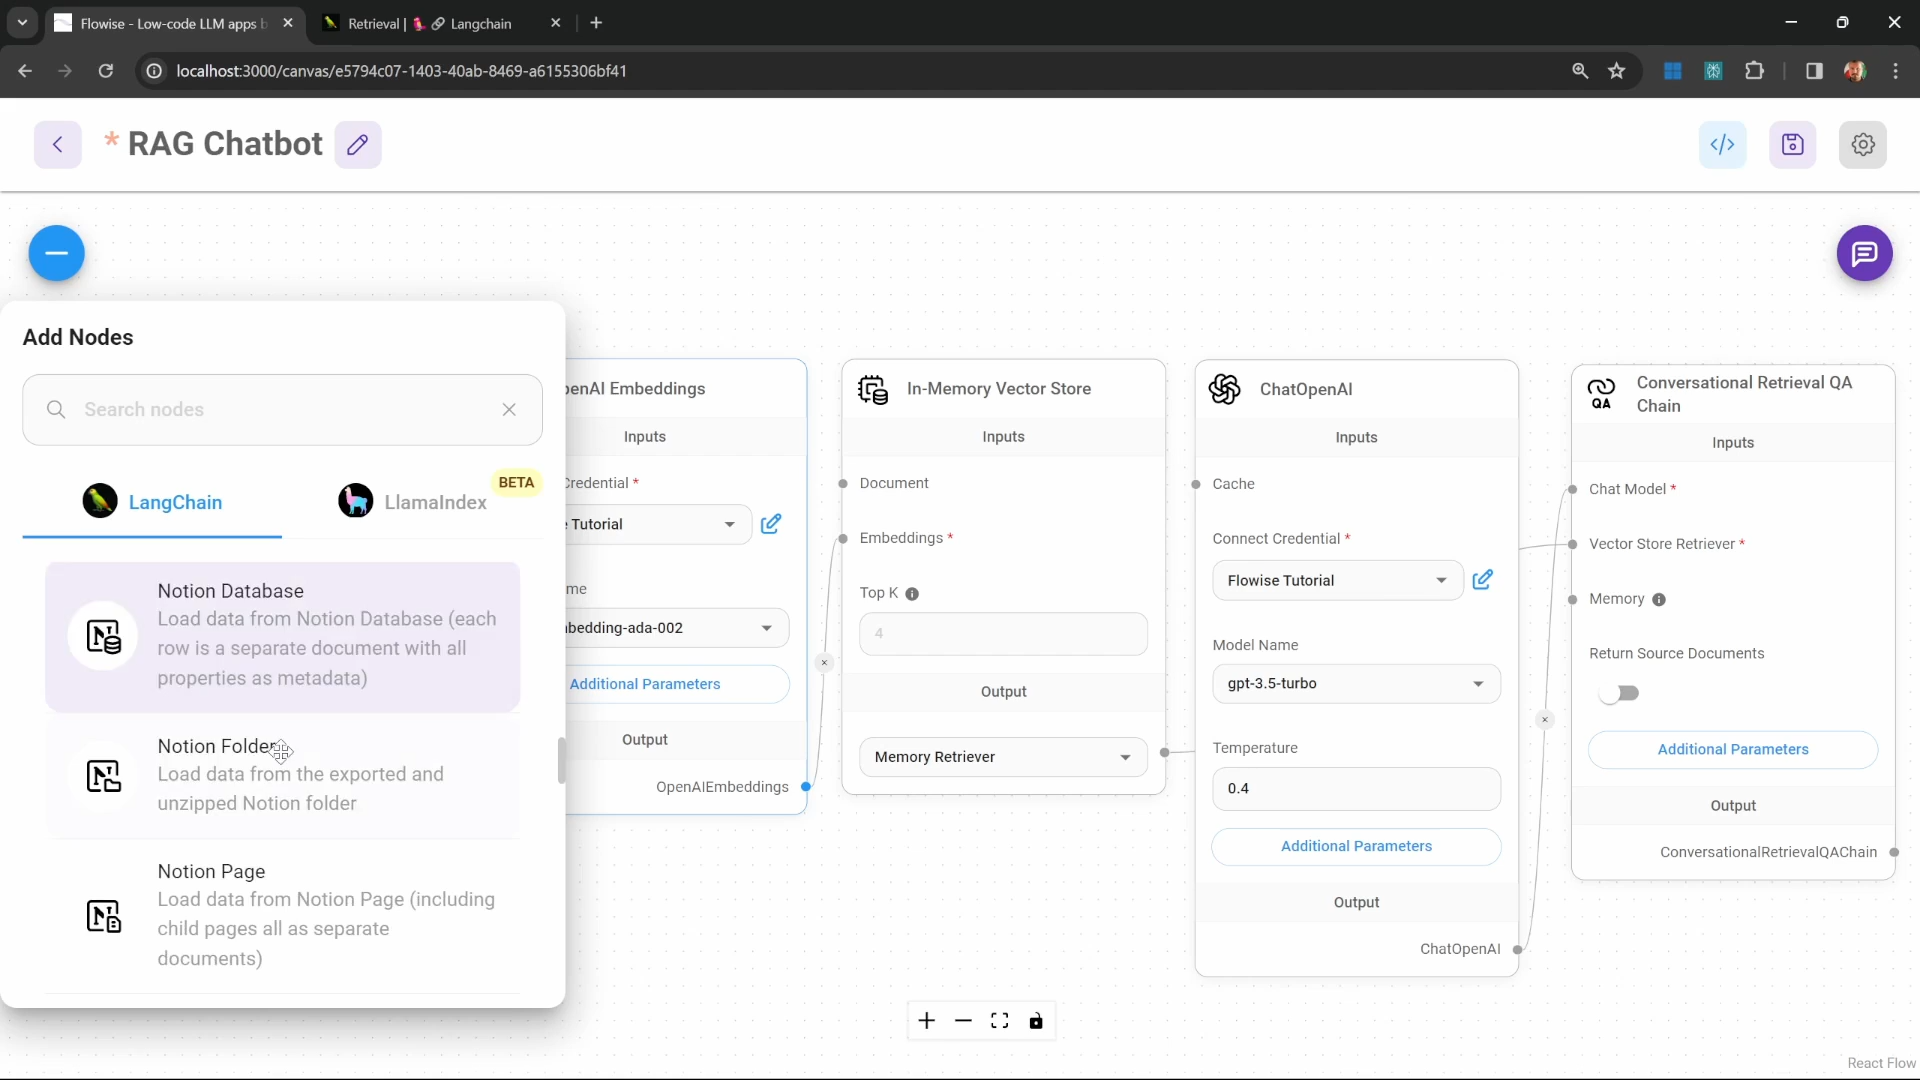 Flowise - Low-code LLM apps b
Retrieval | Langchain
localhost:3000/canvas/e5794c07-1403-40ab-8469-a6155306bf41
* RAG Chatbot
Add Nodes
Search nodes
LangChain
LlamaIndex
BETA
Notion Database
Load data from Notion Database (each
row is a separate document with all
properties as metadata)
Notion Folder
Load data from the exported and
unzipped Notion folder
Notion Page
Load data from Notion Page (including
child pages all as separate
documents)
penAI Embeddings
Inputs
Credential *
e Tutorial
me
bedding-ada-002
Additional Parameters
Output
OpenAIEmbeddings
In-Memory Vector Store
Inputs
Document
Embeddings *
Top K
4
Output
Memory Retriever
ChatOpenAI
Inputs
Cache
Connect Credential *
Flowise Tutorial
Model Name
gpt-3.5-turbo
Temperature
0.4
Additional Parameters
Output
ChatOpenAI
QA
Conversational Retrieval QA
Chain
Inputs
Chat Model *
Vector Store Retriever *
Memory
Return Source Documents
Additional Parameters
Output
ConversationalRetrievalQAChain
React Flow